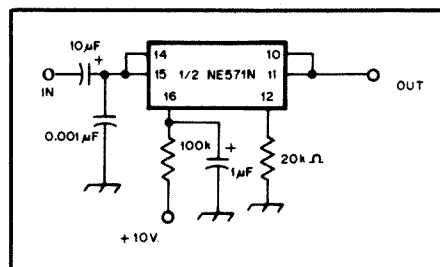 10µF
+
14
10
15
1/2 NE571N
11
IN
OUT
16
12
0.001µF
100k
+
1µF
20k Ω
+10V.